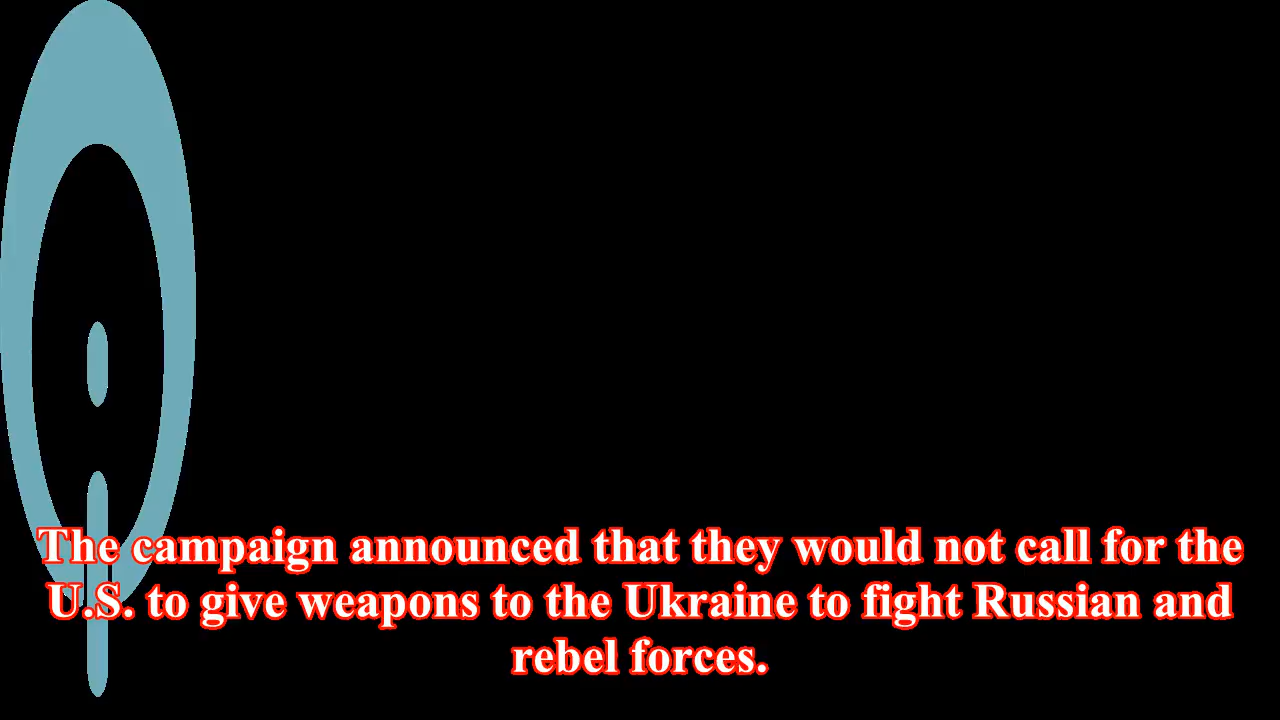 The campaign announced that they would not call for the
U.S. to give weapons to the Ukraine to fight Russian and
rebel forces.